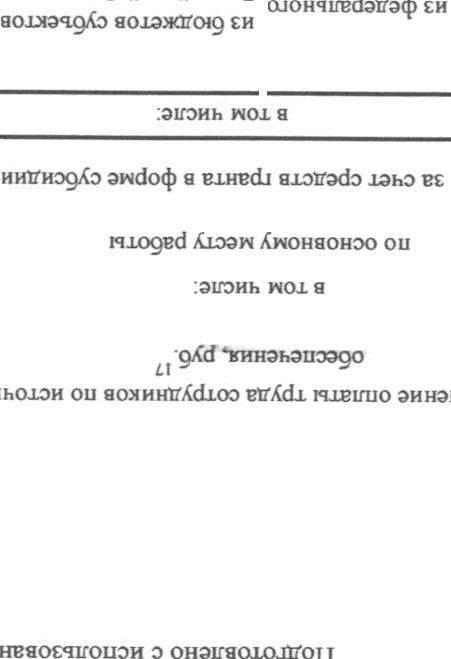 Подготовлено с использован
ение оплаты труда сотрудников по источ
обеспечения, руб.17
в том числе:
по основному месту работы
за счет средств гранта в форме субсидии
в том числе:
из федерального
из бюджетов субъектов